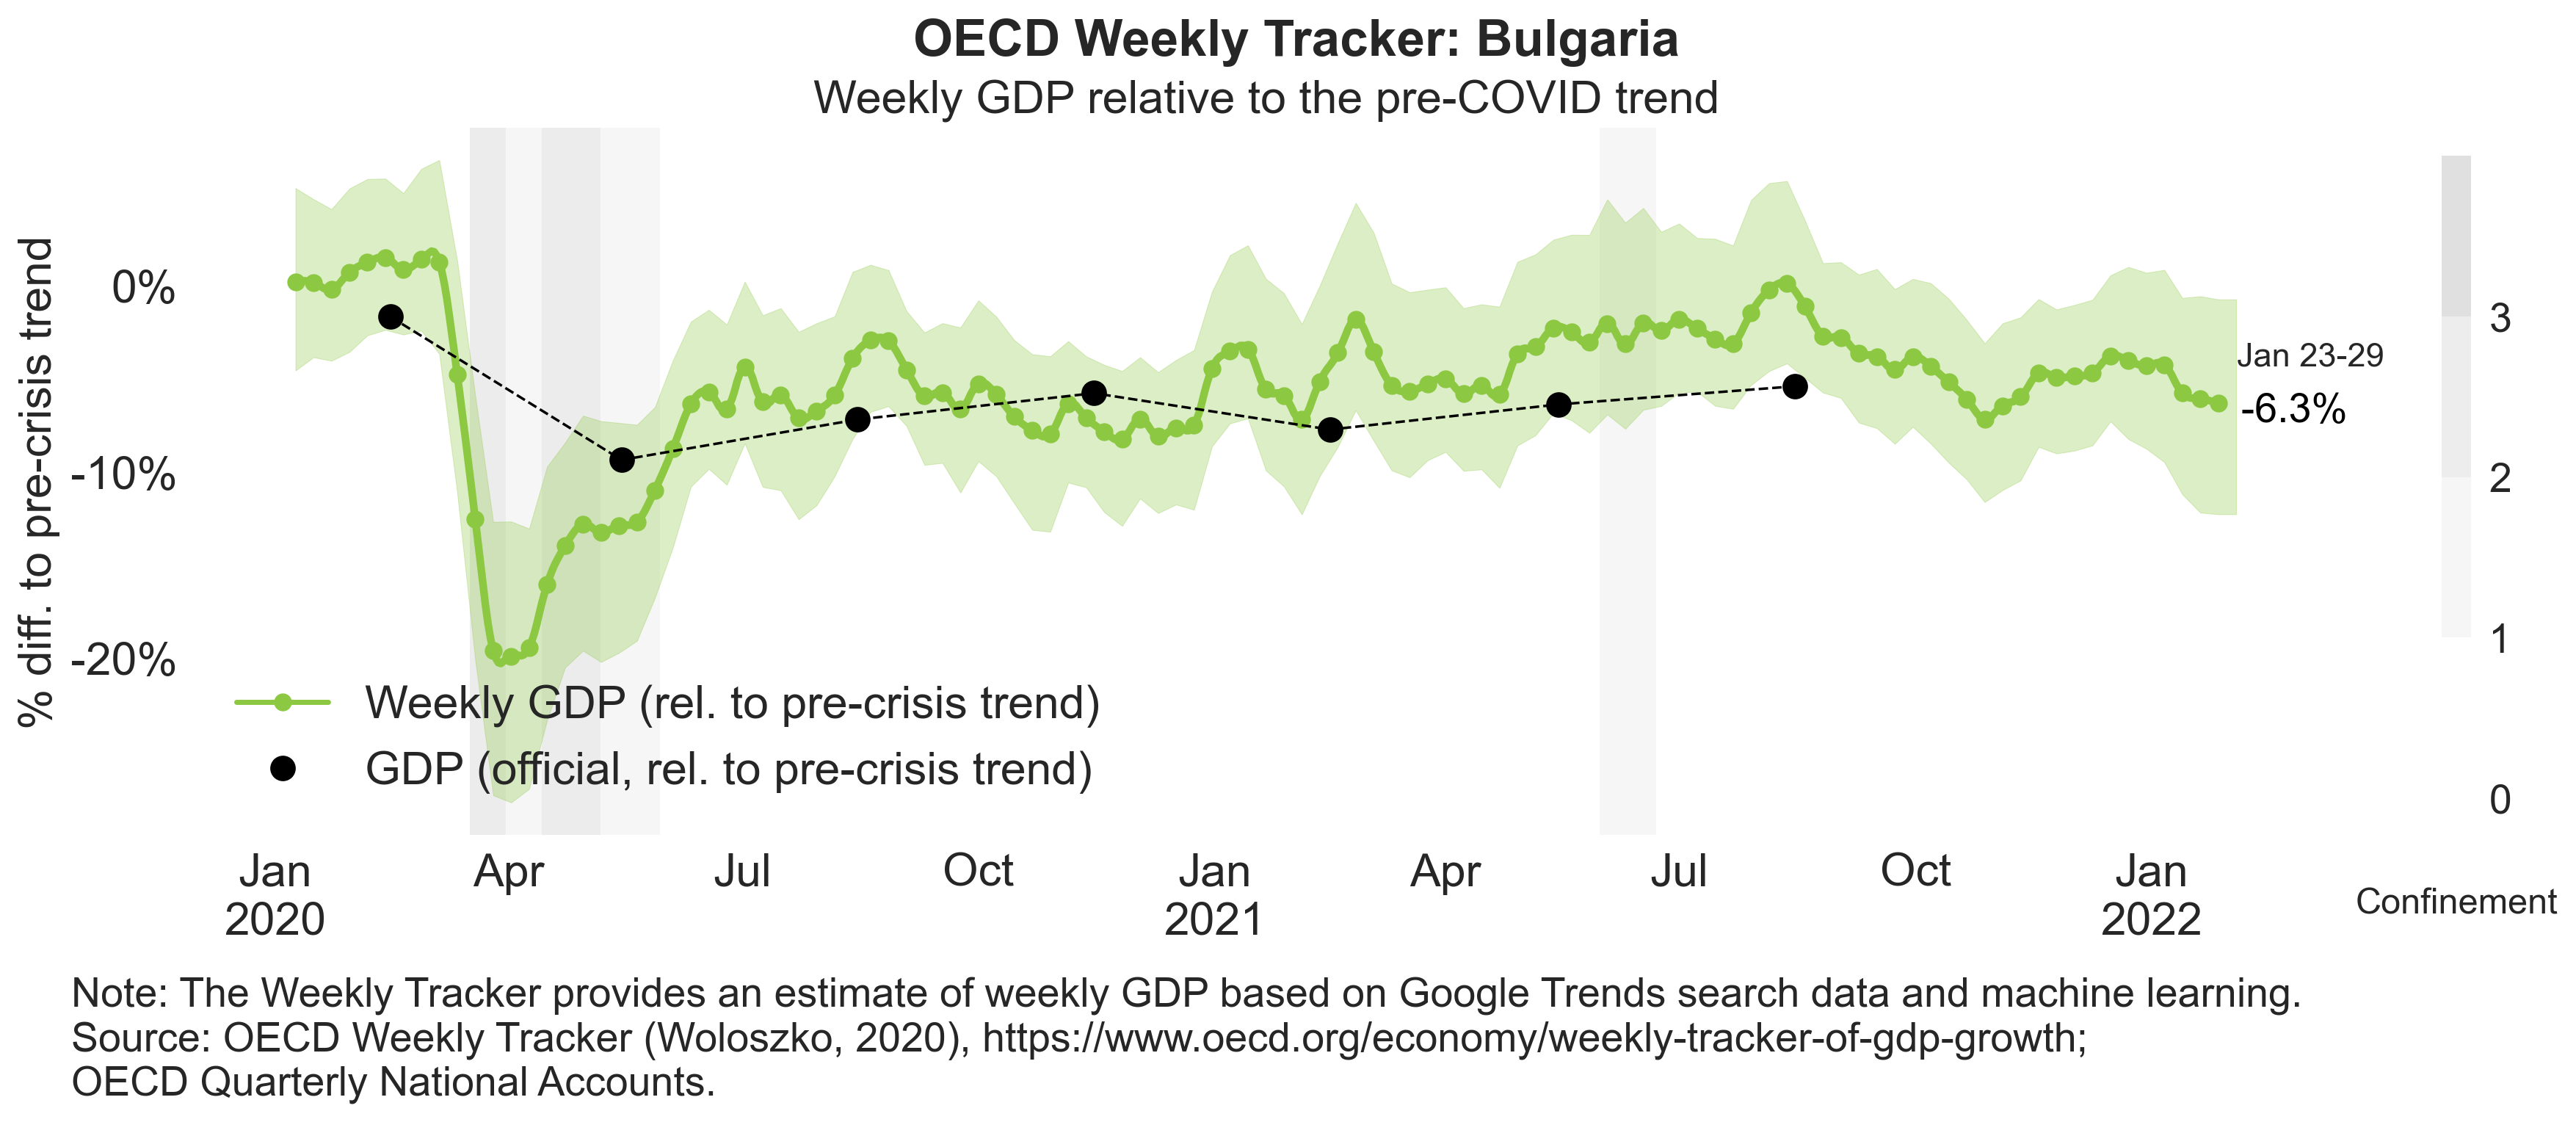 OECD Weekly Tracker: Bulgaria
Weekly GDP relative to the pre-COVID trend
% diff. to pre-crisis trend
0%
-10%
-20%
Weekly GDP (rel. to pre-crisis trend)
GDP (official, rel. to pre-crisis trend)
Jan 23-29
-6.3%
3
2
1
0
Confinement
Jan
2020
Apr
Jul
Oct
Jan
2021
Apr
Jul
Oct
Jan
2022
Note: The Weekly Tracker provides an estimate of weekly GDP based on Google Trends search data and machine learning.
Source: OECD Weekly Tracker (Woloszko, 2020), https://www.oecd.org/economy/weekly-tracker-of-gdp-growth;
OECD Quarterly National Accounts.